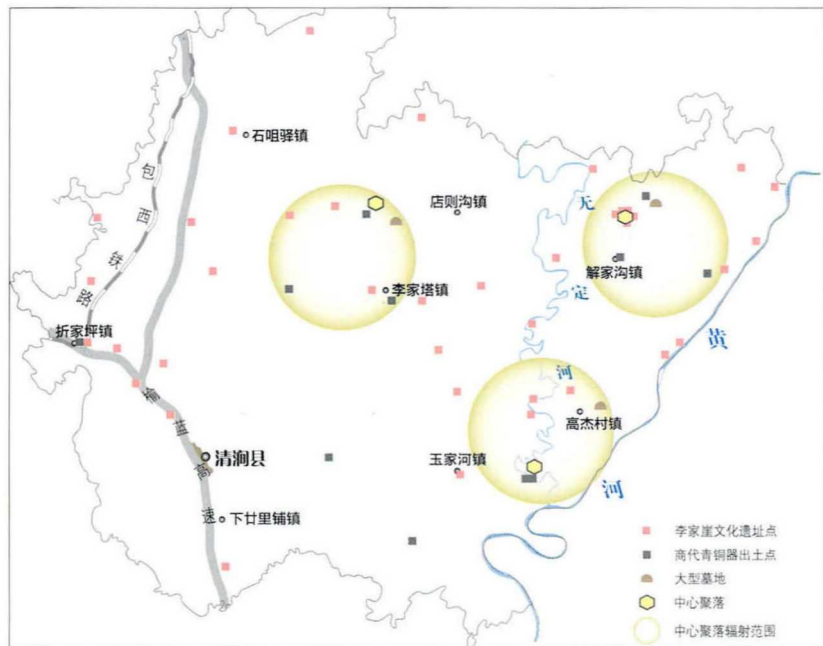 石咀驿镇
包西铁路
店则沟镇
无定河
解家沟镇
李家塔镇
折家坪镇
黄河
榆蓝高速
高杰村镇
清涧县
玉家河镇
下廿里铺镇
李家崖文化遗址点
商代青铜器出土点
大型墓地
中心聚落
中心聚落辐射范围